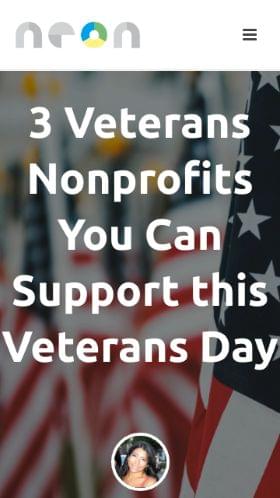 neon
3 Veterans
Nonprofits
You Can
Support this
Veterans Day